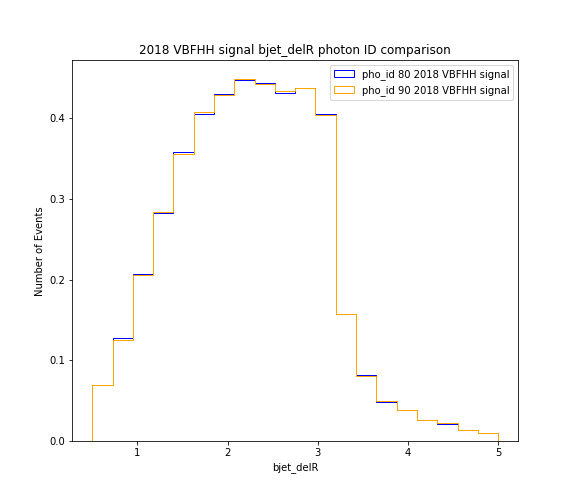 2018 VBFHH signal bjet_delR photon ID comparison
pho_id 80 2018 VBFHH signal
pho_id 90 2018 VBFHH signal
Number of Events
0.4
0.3
0.2
0.1
0.0
1 2 3 4 5
bjet_delR